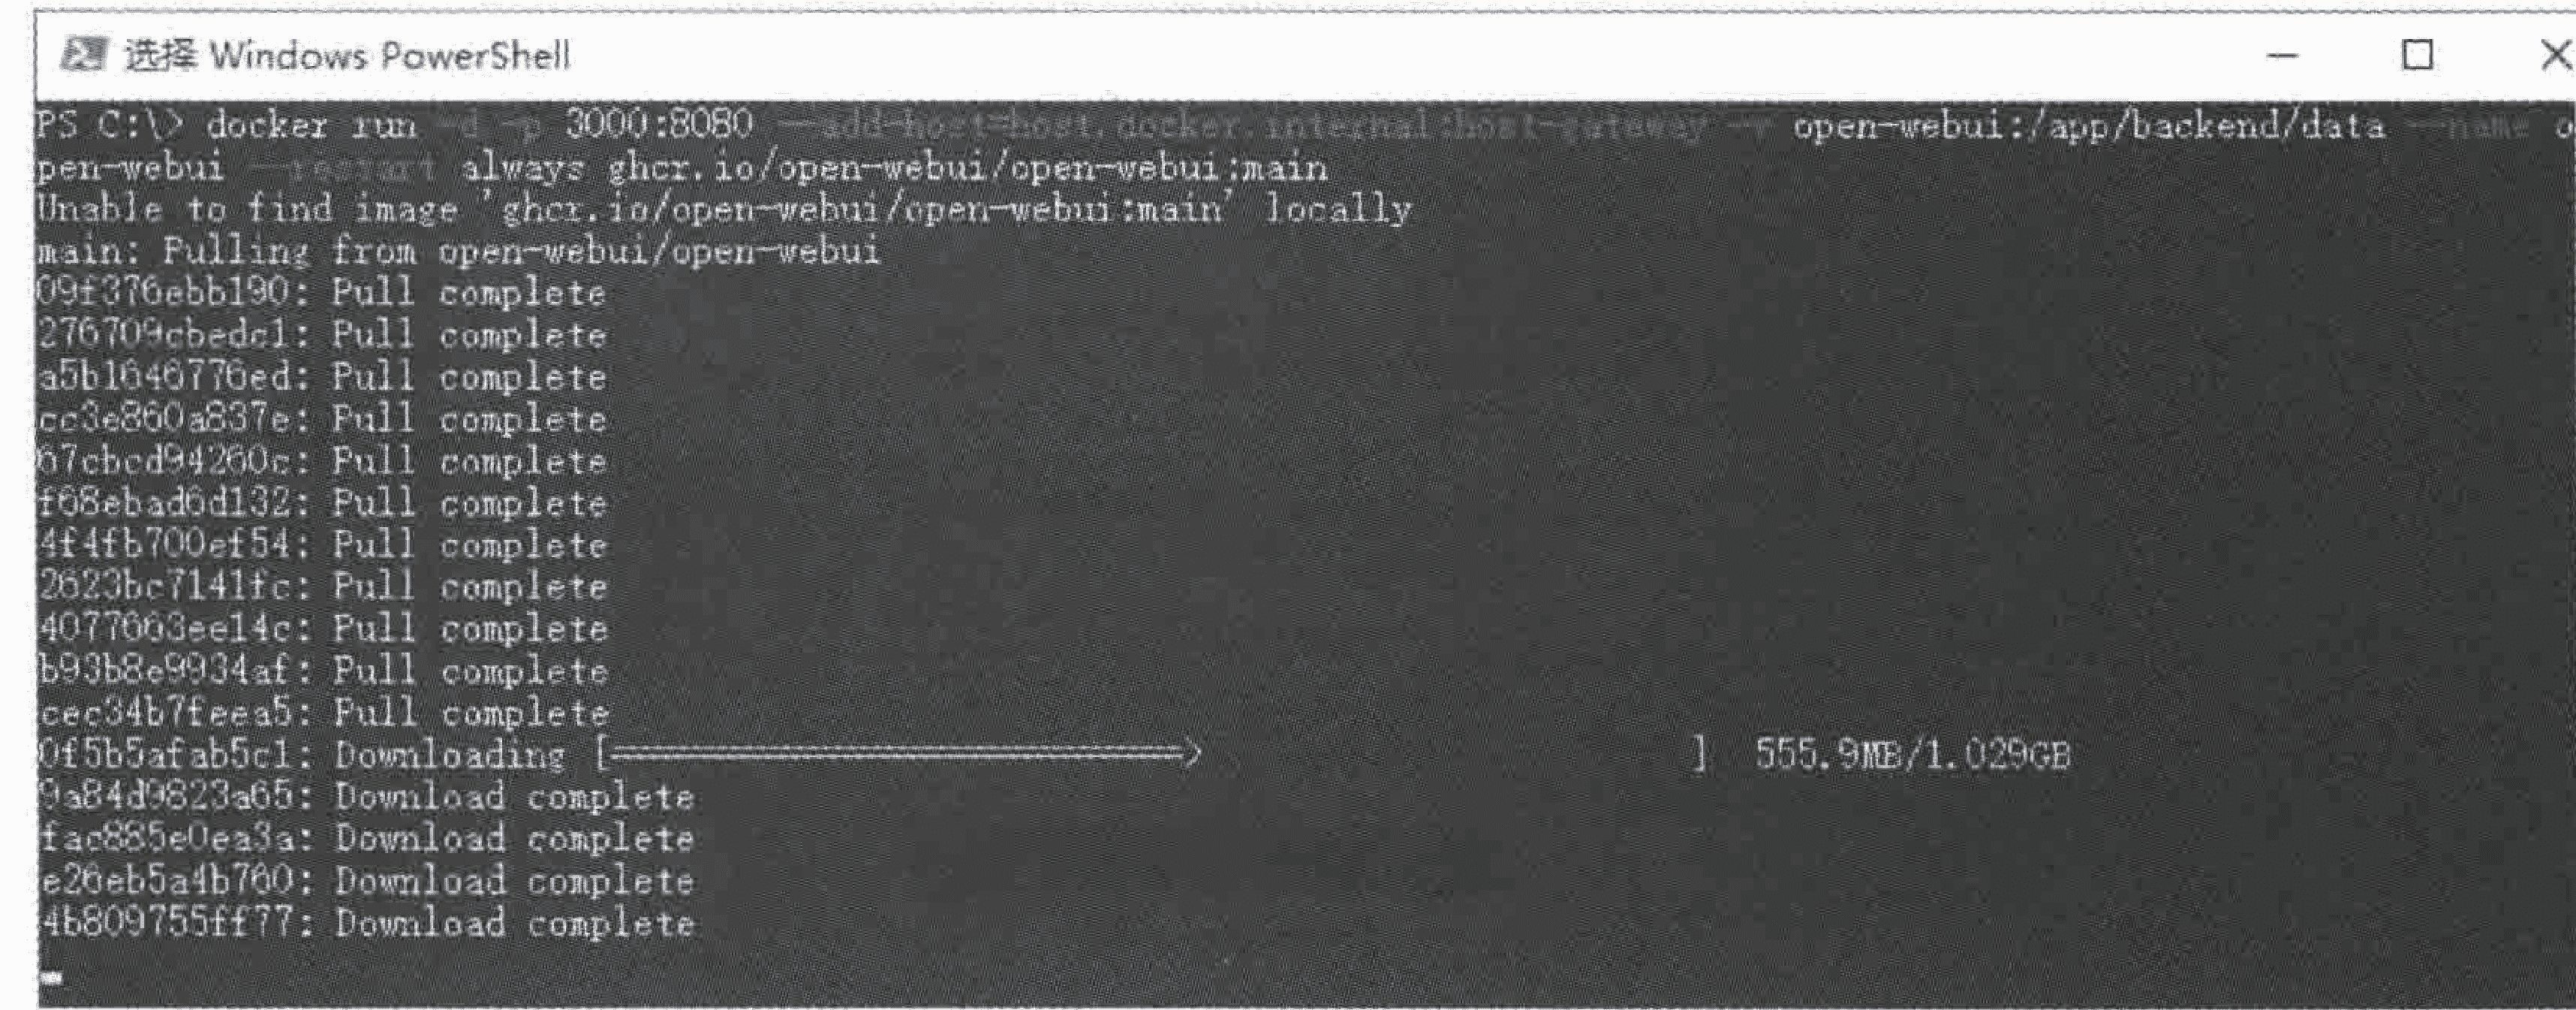 选择 Windows PowerShell
PS C:\> docker run -d -p 3000:8080 --add-host=host.docker.internal:host-gateway -v open-webui:/app/backend/data --name o
pen-webui --restart always ghcr.io/open-webui/open-webui:main
Unable to find image 'ghcr.io/open-webui/open-webui:main' locally
main: Pulling from open-webui/open-webui
09f376ebb190: Pull complete
276709cbedc1: Pull complete
a5b1646776ed: Pull complete
cc3e860a837e: Pull complete
67cbcd94260c: Pull complete
f68ebad6d132: Pull complete
4f4fb700ef54: Pull complete
2623bc7141fc: Pull complete
4077663ee14c: Pull complete
b93b8e9934af: Pull complete
cec34b7feea5: Pull complete
0f5b5afab5c1: Downloading [===========================>                       ]  555.9MB/1.029GB
9a84d9823a65: Download complete
fac885e0ea3a: Download complete
e26eb5a4b760: Download complete
4b809755ff77: Download complete